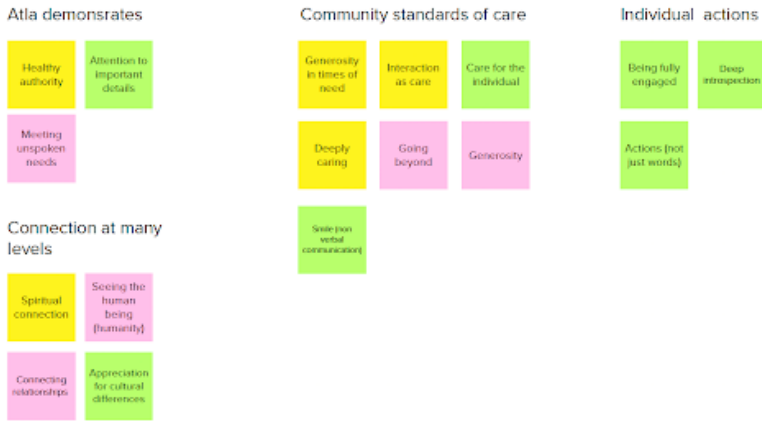 Atla demonsrates
Healthy
authority
Attention to
important
details
Meeting
unspoken
needs
Connection at many
levels
Spiritual
connection
Seeing the
human
being
(humanity)
Connecting
relationships
Appreciation
for cultural
differences
Community standards of care
Generosity
in times of
need
Interaction
as care
Care for the
individual
Deeply
caring
Going
beyond
Generosity
Smile (non
verbal
communication)
Individual actions
Being fully
engaged
Deep
introspection
Actions (not
just words)